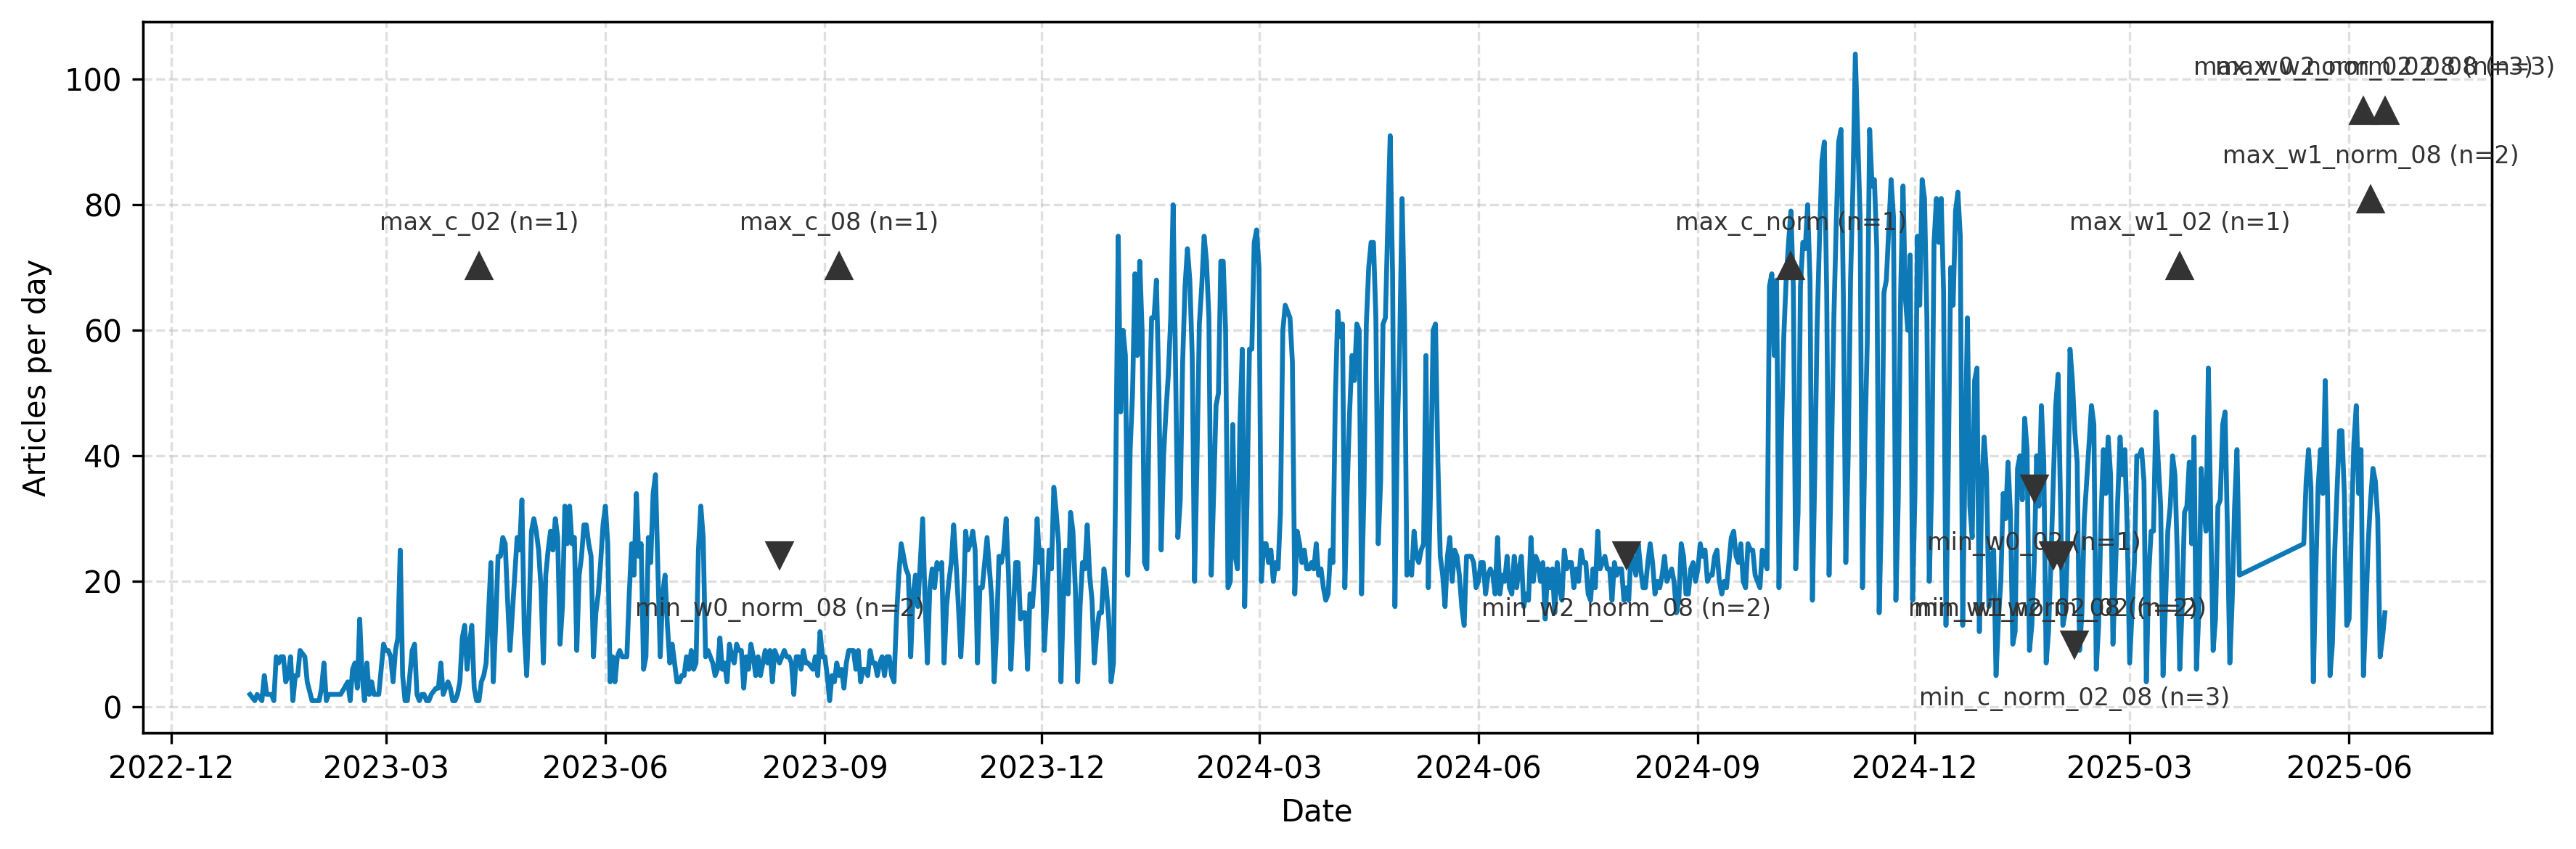 100
max_w1_norm_08 (n=2)
80
max_c_02 (n=1)
max_c_08 (n=1)
max_c_norm (n=1)
max_w1_02 (n=1)
60
40
min_w0_02 (n=1)
20
min_w0_norm_08 (n=2)
min_w2_norm_08 (n=2)
min_c_norm_02_08 (n=3)
0
Articles per day
2022-12
2023-03
2023-06
2023-09
2023-12
2024-03
2024-06
2024-09
2024-12
2025-03
2025-06
Date